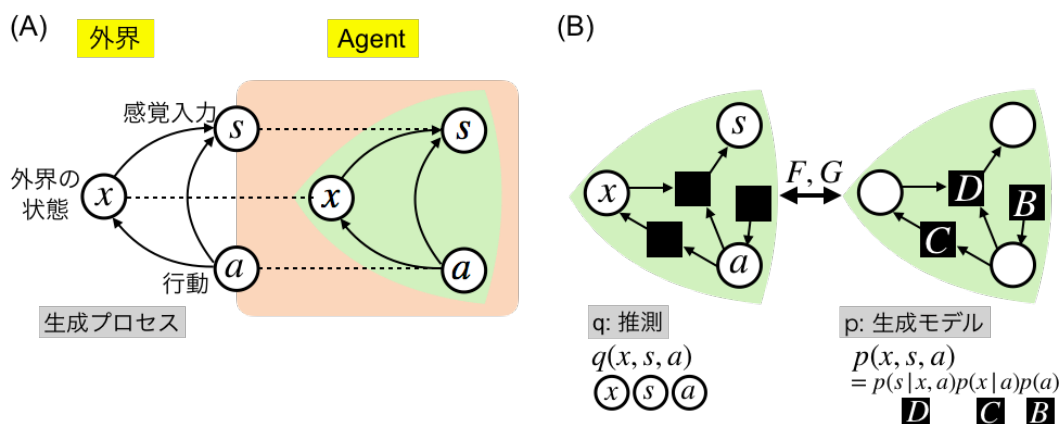 (A)
外界
Agent
感覚入力
s
s
x
外界の
状態
x
a
a
行動
生成プロセス
(B)
s
x
a
F, G
D
B
C
q: 推測
q(x, s, a)
x s a
p: 生成モデル
p(x, s, a)
= p(s|x, a)p(x|a)p(a)
D C B